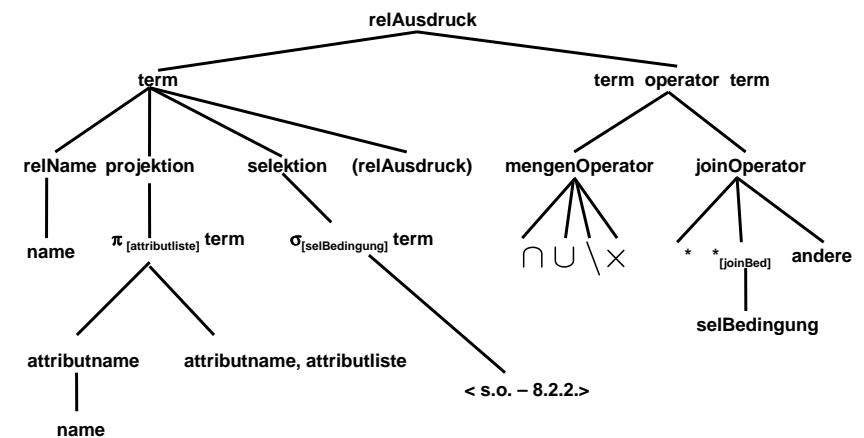 relAusdruck
term term operator term
relName projektion selektion (relAusdruck) mengenOperator joinOperator
name π [attributliste] term σ[selBedingung] term ∩ ∪ \ × * *[joinBed] andere
selBedingung
attributname attributname, attributliste
< s.o. – 8.2.2.>
name